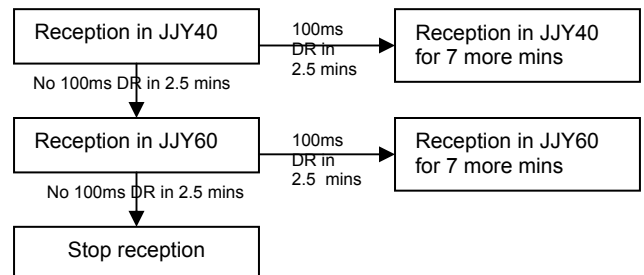 Reception in JJY40
100ms
DR in
2.5 mins
Reception in JJY40
for 7 more mins
No 100ms DR in 2.5 mins
Reception in JJY60
100ms
DR in
2.5 mins
Reception in JJY60
for 7 more mins
No 100ms DR in 2.5 mins
Stop reception